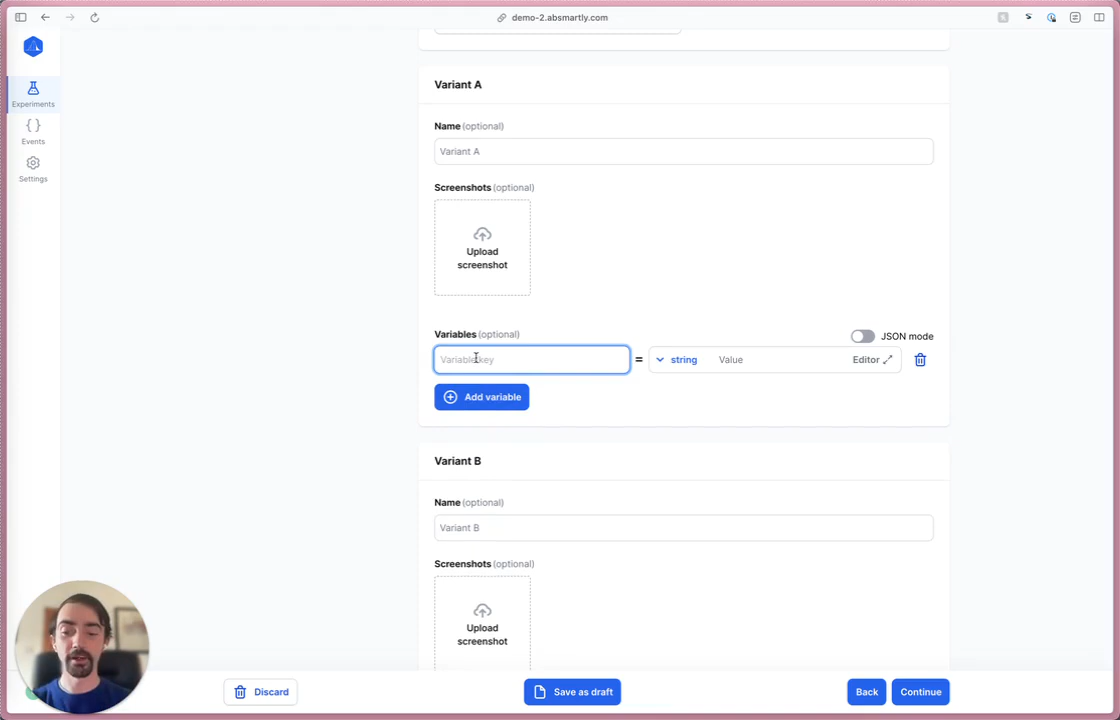 demo-2.absmartly.com
Experiments
Events
Settings
Variant A
Name (optional)
Variant A
Screenshots (optional)
Upload
screenshot
Variables (optional)
JSON mode
Variable key
=
string
Value
Editor
Add variable
Variant B
Name (optional)
Variant B
Screenshots (optional)
Upload
screenshot
Discard
Save as draft
Back
Continue